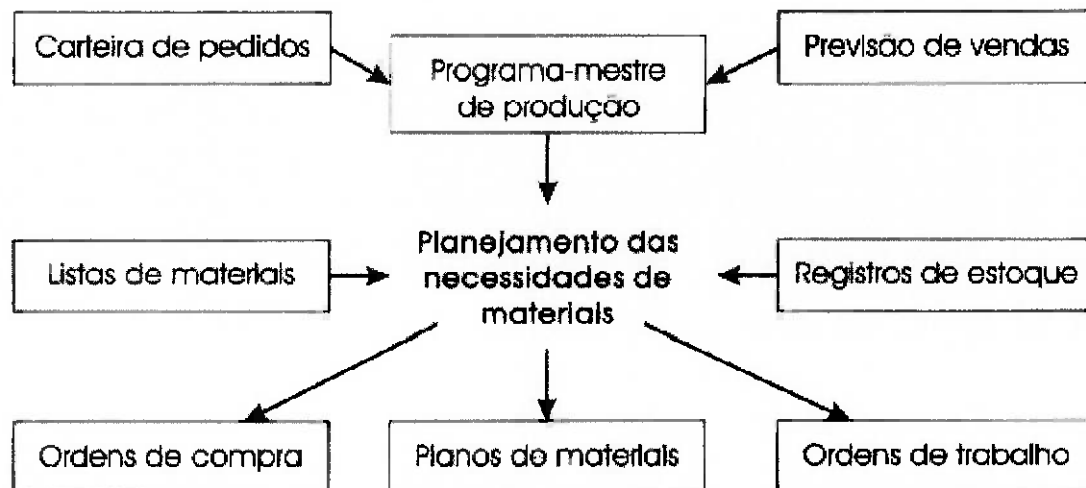 Carteira de pedidos
Programa-mestre
de produção
Previsão de vendas
Listas de materiais
Planejamento das
necessidades de
materiais
Registros de estoque
Ordens de compra
Planos de materiais
Ordens de trabalho